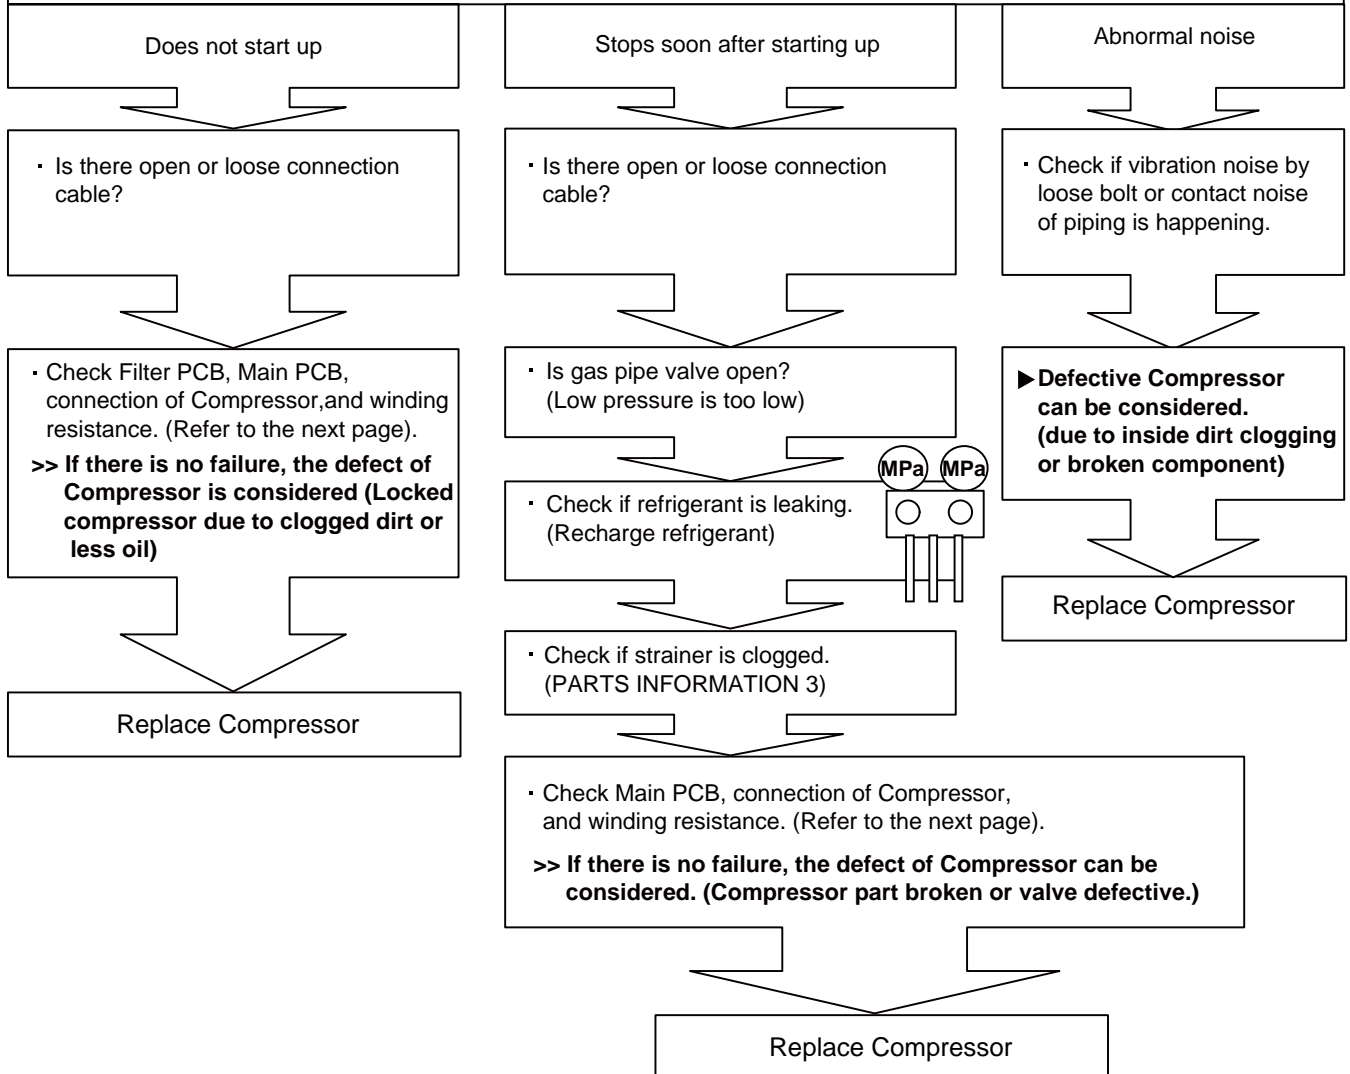 Does not start up
· Is there open or loose connection
cable?
· Check Filter PCB, Main PCB,
connection of Compressor,and winding
resistance. (Refer to the next page).
>> If there is no failure, the defect of
Compressor is considered (Locked
compressor due to clogged dirt or
less oil)
Replace Compressor
Stops soon after starting up
· Is there open or loose connection
cable?
· Is gas pipe valve open?
(Low pressure is too low)
MPa MPa
· Check if refrigerant is leaking.
(Recharge refrigerant)
· Check if strainer is clogged.
(PARTS INFORMATION 3)
· Check Main PCB, connection of Compressor,
and winding resistance. (Refer to the next page).
>> If there is no failure, the defect of Compressor can be
considered. (Compressor part broken or valve defective.)
Replace Compressor
Abnormal noise
· Check if vibration noise by
loose bolt or contact noise
of piping is happening.
▶Defective Compressor
can be considered.
(due to inside dirt clogging
or broken component)
Replace Compressor